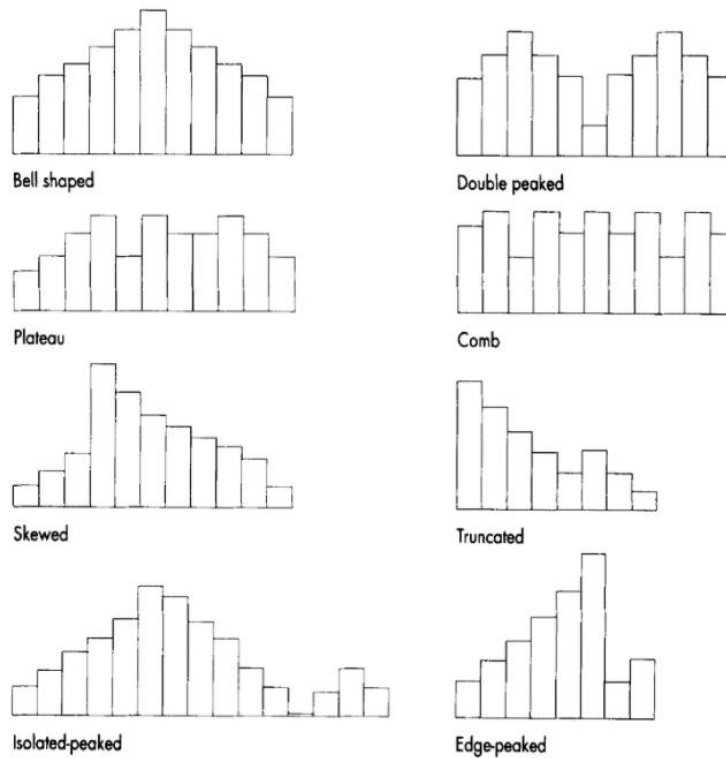 Bell shaped
Double peaked
Plateau
Comb
Skewed
Truncated
Isolated-peaked
Edge-peaked